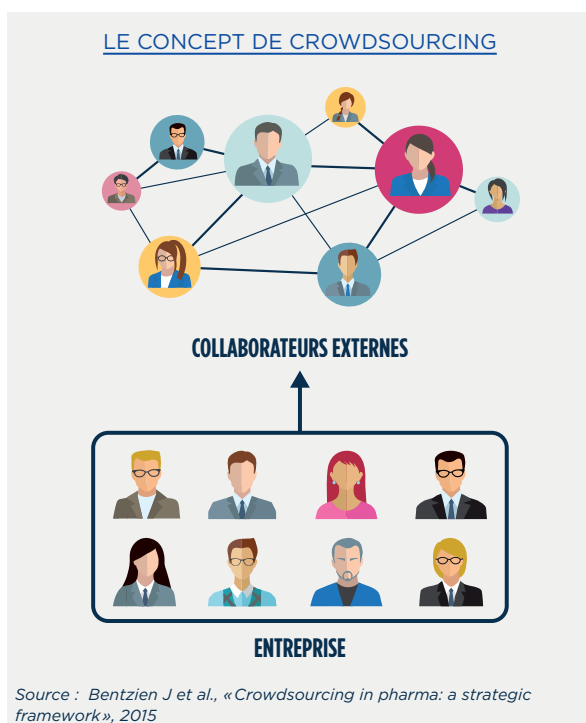 LE CONCEPT DE CROWDSOURCING
COLLABORATEURS EXTERNES
ENTREPRISE
Source : Bentzien J et al., « Crowdsourcing in pharma: a strategic
framework », 2015